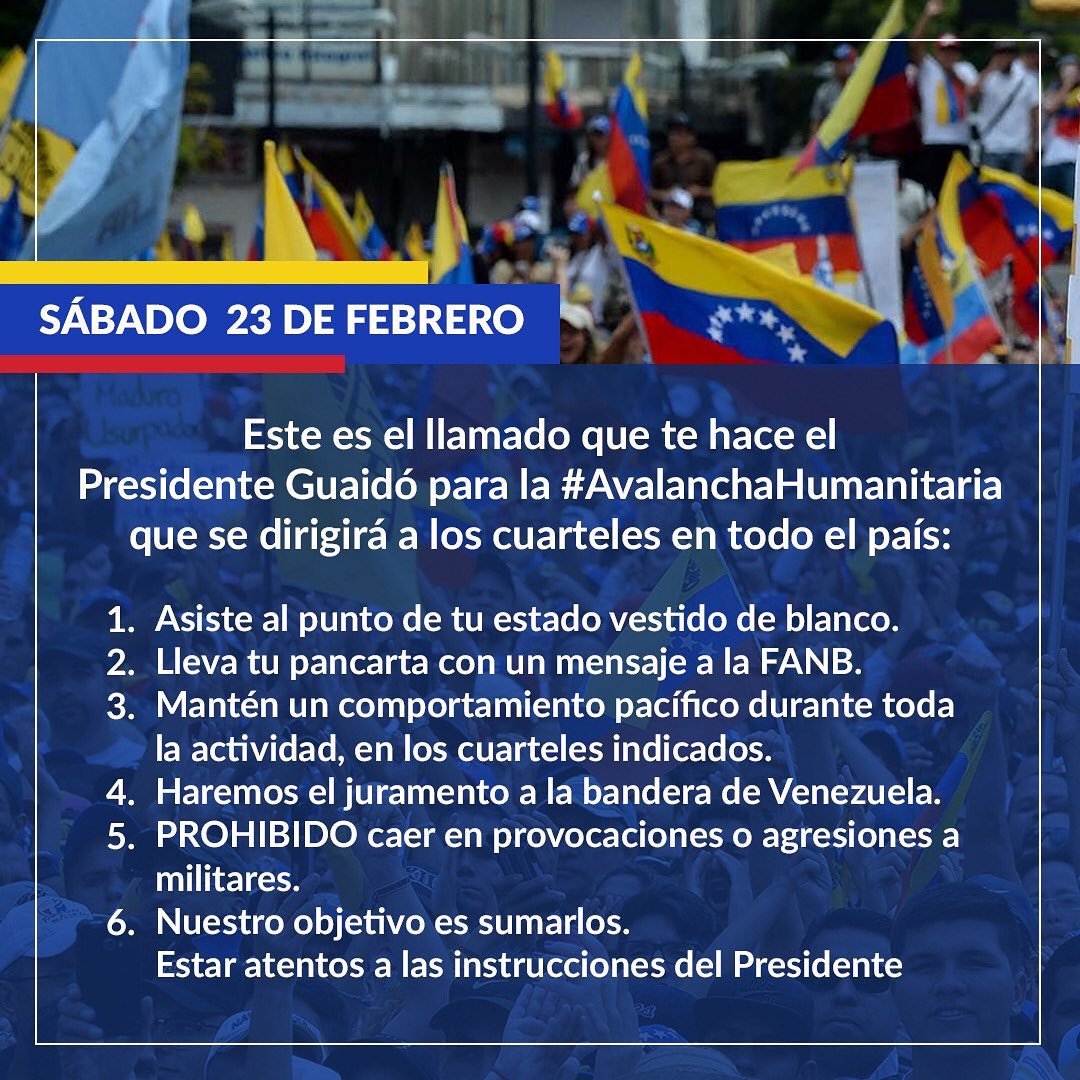 SÁBADO 23 DE FEBRERO
Maduro
Usurpador
Este es el llamado que te hace el
Presidente Guaidó para la #AvalanchaHumanitaria
que se dirigirá a los cuarteles en todo el país:
1. Asiste al punto de tu estado vestido de blanco.
2. Lleva tu pancarta con un mensaje a la FANB.
3. Mantén un comportamiento pacífico durante toda
la actividad, en los cuarteles indicados.
4. Haremos el juramento a la bandera de Venezuela.
5. PROHIBIDO caer en provocaciones o agresiones a
militares.
6. Nuestro objetivo es sumarlos.
Estar atentos a las instrucciones del Presidente